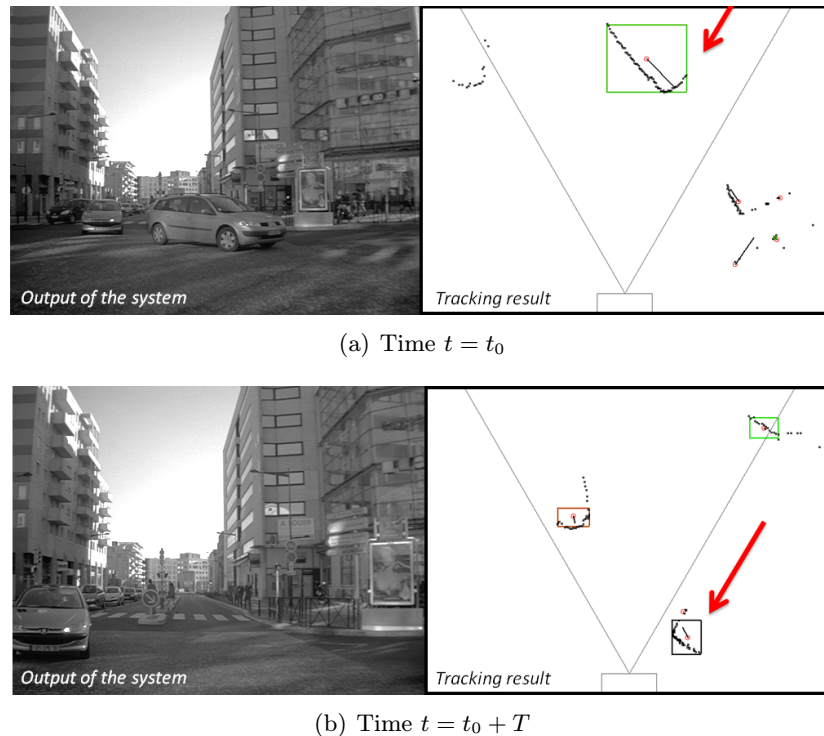 Output of the system
Tracking result
(a) Time t = t₀
Output of the system
Tracking result
(b) Time t = t₀ + T